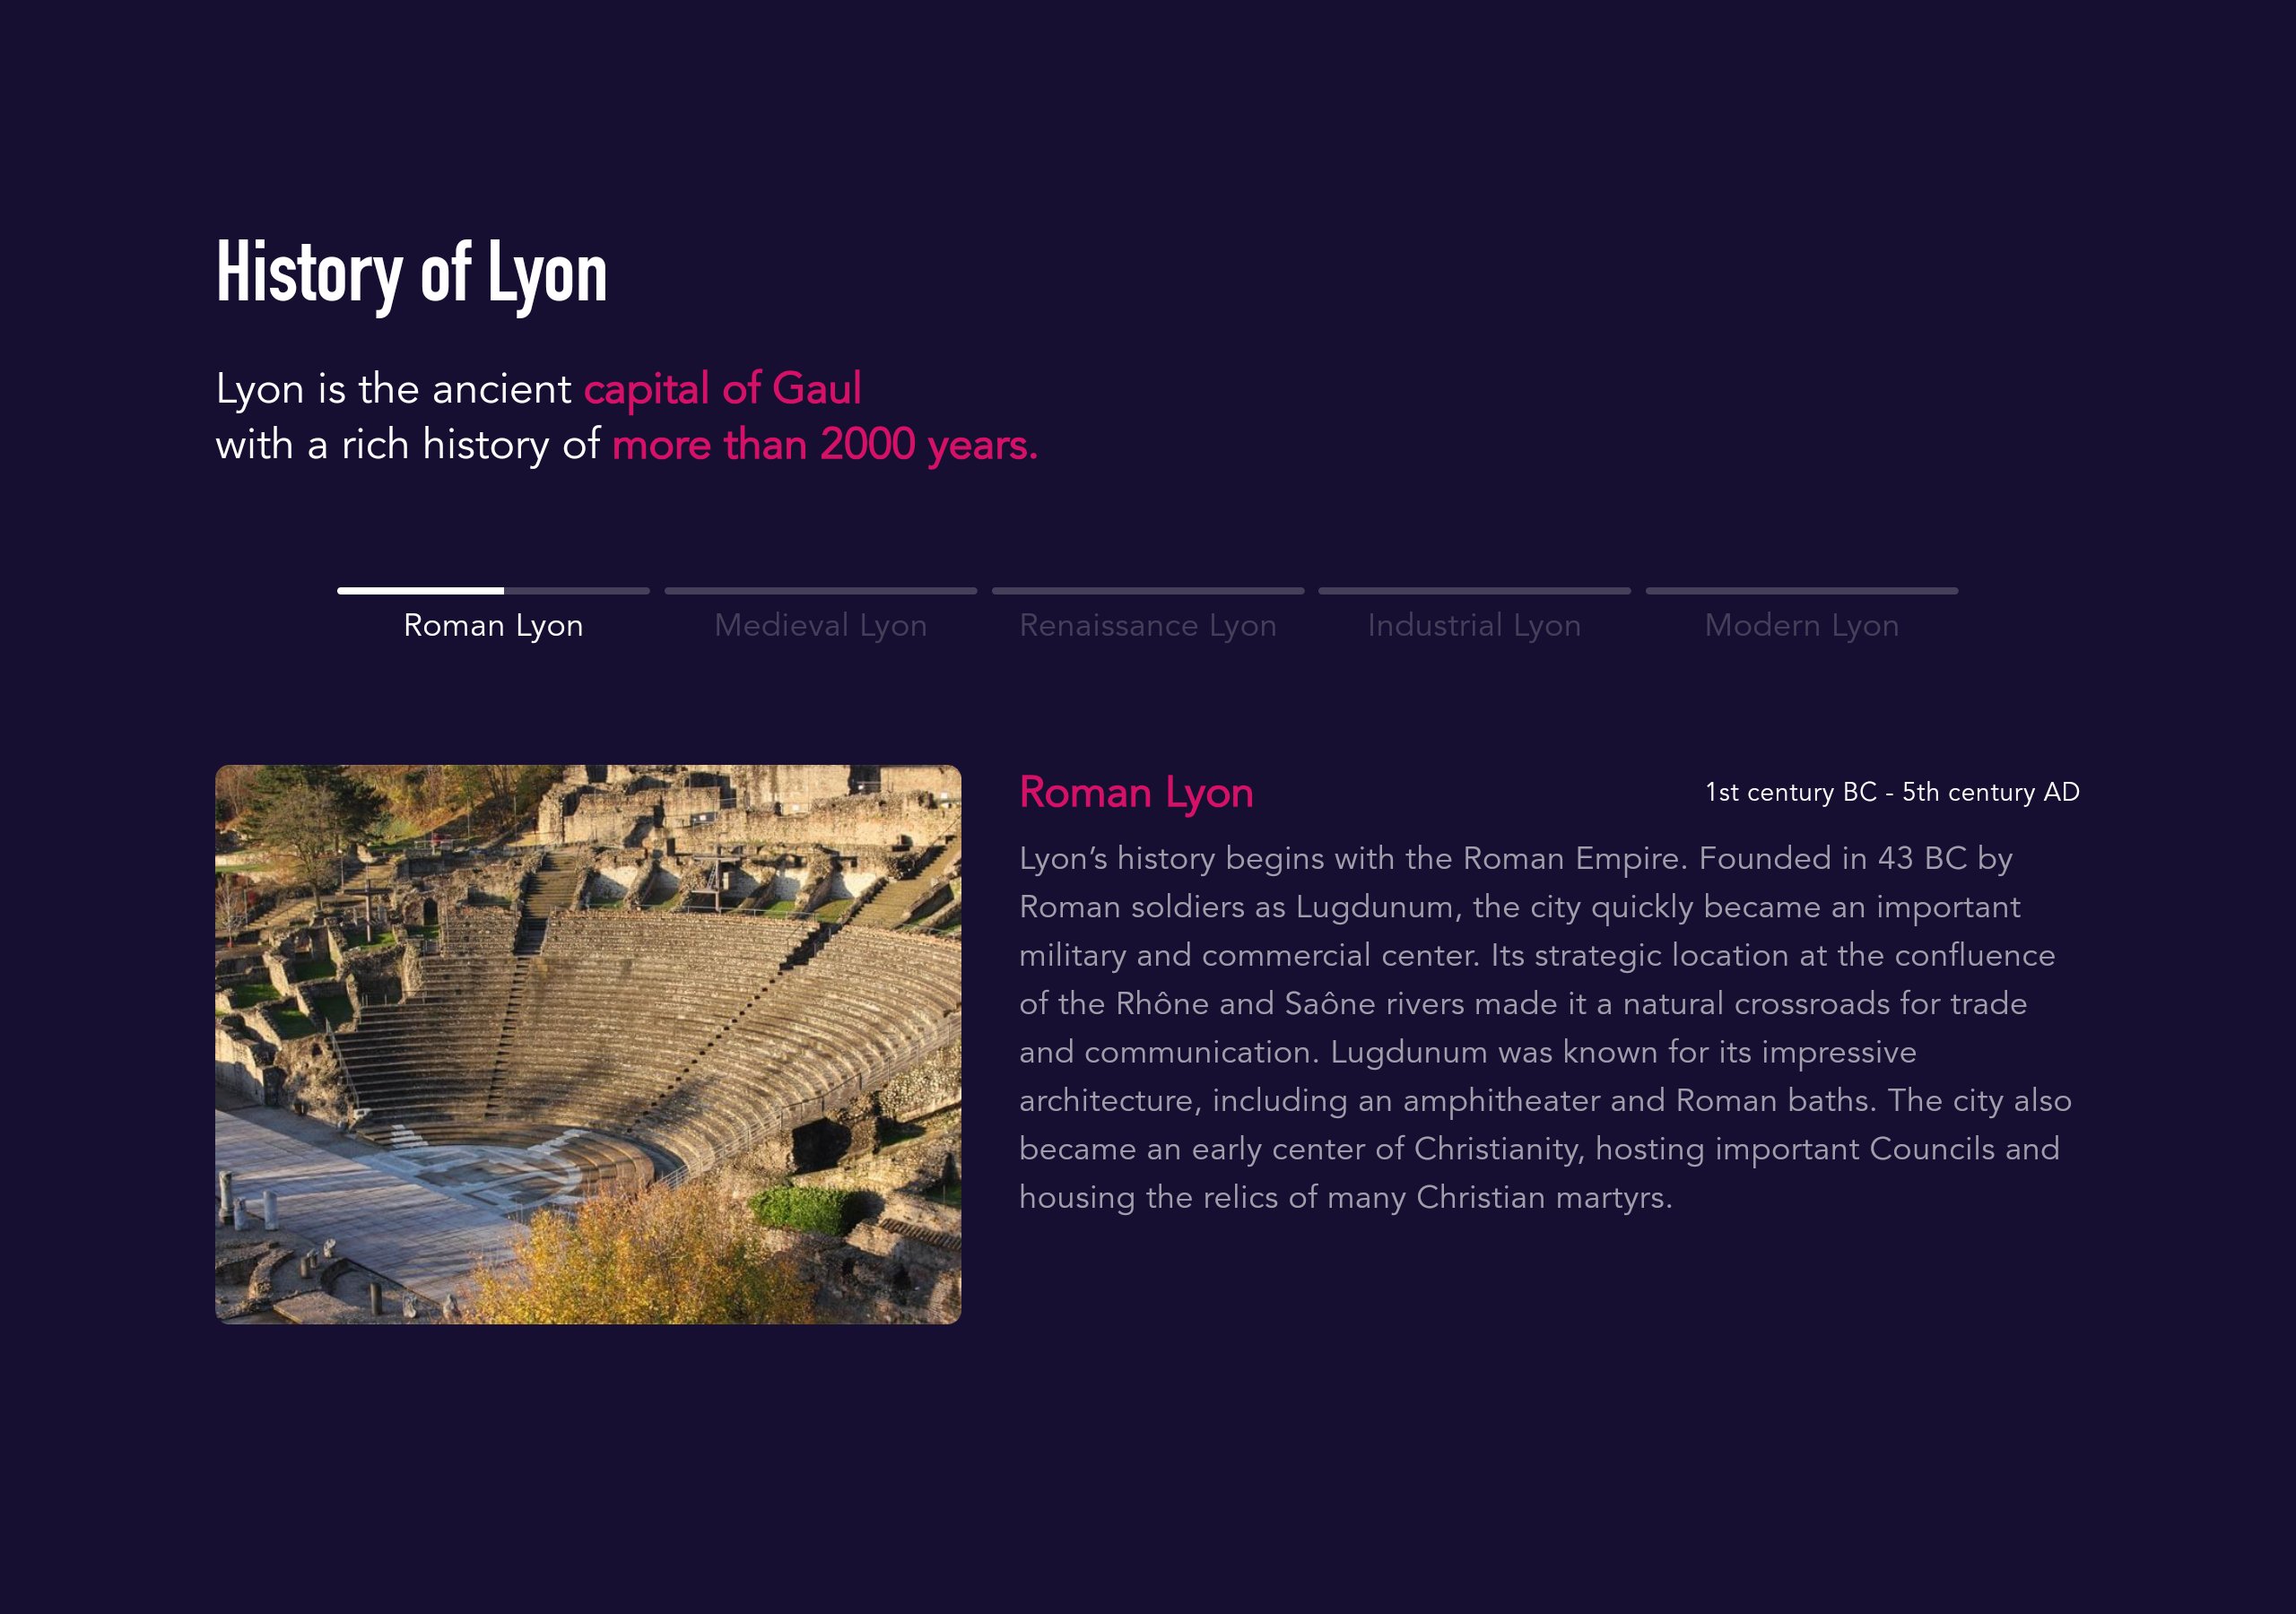 History of Lyon
Lyon is the ancient capital of Gaul
with a rich history of more than 2000 years.
Roman Lyon
Medieval Lyon
Renaissance Lyon
Industrial Lyon
Modern Lyon
Roman Lyon
1st century BC - 5th century AD
Lyon’s history begins with the Roman Empire. Founded in 43 BC by
Roman soldiers as Lugdunum, the city quickly became an important
military and commercial center. Its strategic location at the confluence
of the Rhône and Saône rivers made it a natural crossroads for trade
and communication. Lugdunum was known for its impressive
architecture, including an amphitheater and Roman baths. The city also
became an early center of Christianity, hosting important Councils and
housing the relics of many Christian martyrs.